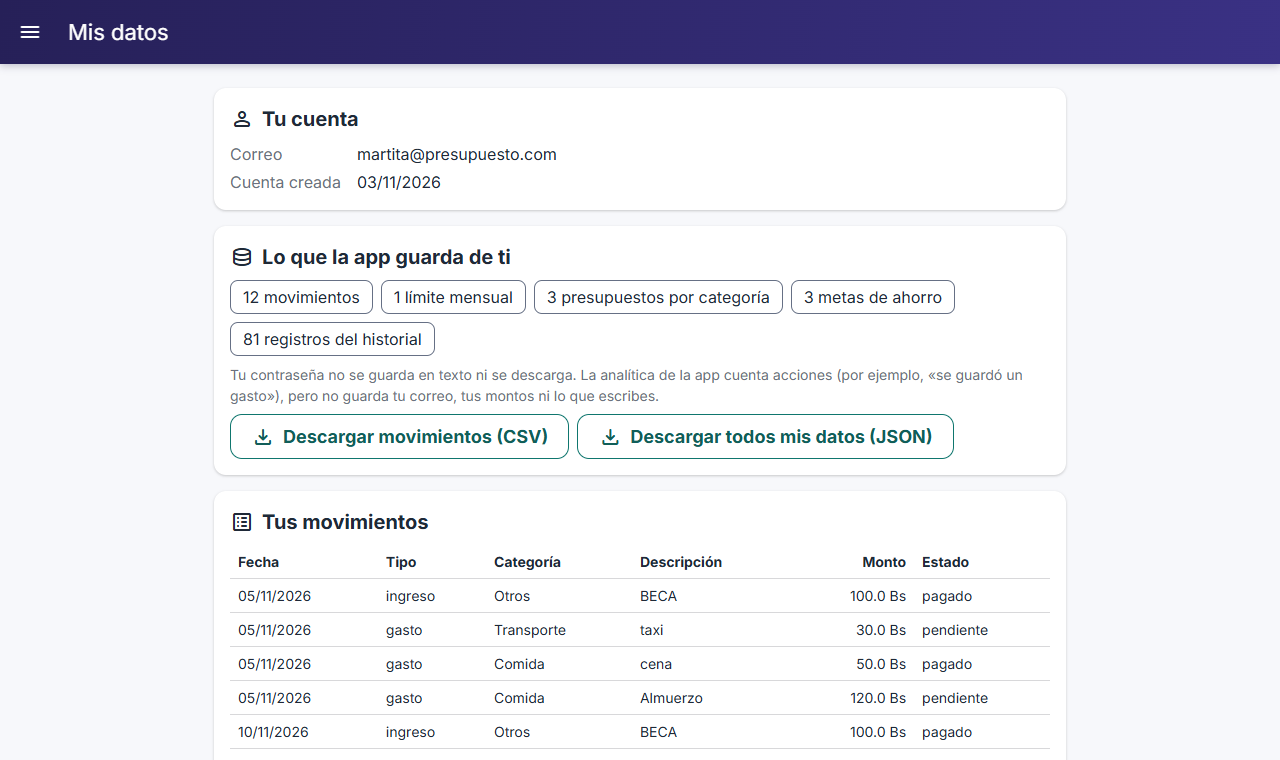 Mis datos
Tu cuenta
Correo martita@presupuesto.com
Cuenta creada 03/11/2026
Lo que la app guarda de ti
12 movimientos 1 límite mensual 3 presupuestos por categoría 3 metas de ahorro
81 registros del historial
Tu contraseña no se guarda en texto ni se descarga. La analítica de la app cuenta acciones (por ejemplo, «se guardó un
gasto»), pero no guarda tu correo, tus montos ni lo que escribes.
Descargar movimientos (CSV) Descargar todos mis datos (JSON)
Tus movimientos
Fecha Tipo Categoría Descripción Monto Estado
05/11/2026 ingreso Otros BECA 100.0 Bs pagado
05/11/2026 gasto Transporte taxi 30.0 Bs pendiente
05/11/2026 gasto Comida cena 50.0 Bs pagado
05/11/2026 gasto Comida Almuerzo 120.0 Bs pendiente
10/11/2026 ingreso Otros BECA 100.0 Bs pagado